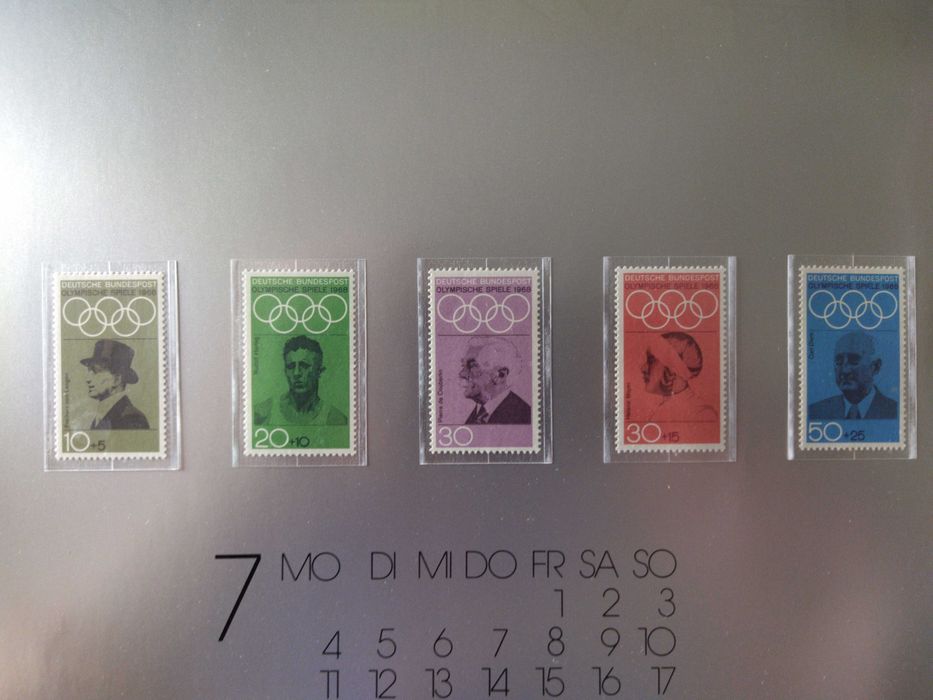 DEUTSCHE BUNDESPOST
OLYMPISCHE SPIELE 1968
10 +5
DEUTSCHE BUNDESPOST
OLYMPISCHE SPIELE 1968
20 +10
DEUTSCHE BUNDESPOST
OLYMPISCHE SPIELE 1968
Pierre de Coubertin
30
DEUTSCHE BUNDESPOST
OLYMPISCHE SPIELE 1968
30 +15
DEUTSCHE BUNDESPOST
OLYMPISCHE SPIELE 1968
Carl Diem
50 +25
7 MO DI MI DO FR SA SO
1 2 3
4 5 6 7 8 9 10
11 12 13 14 15 16 17